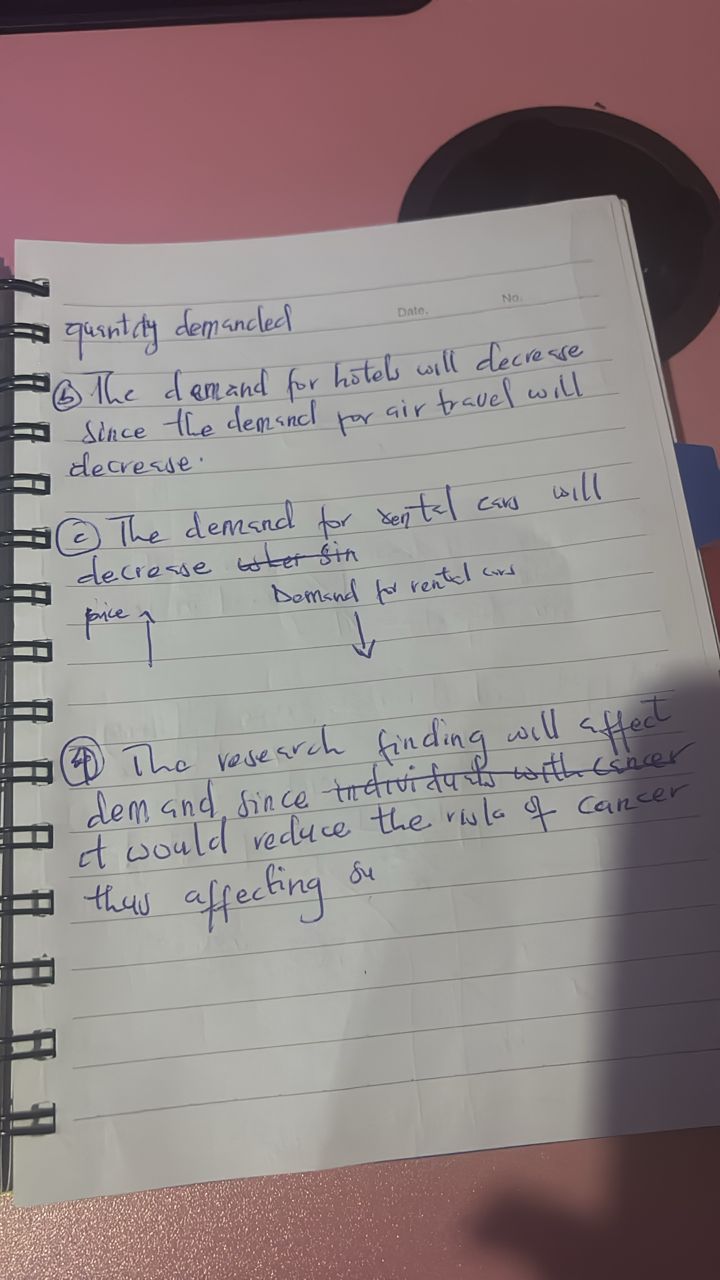 Date.
No.
quantity demanded
(b) The demand for hotels will decrease
since the demand for air travel will
decrease.
(c) The demand for rental cars will
decrease
Demand for rental cars
price ↑
↓
(4) The research finding will affect
demand, since individuals with cancer
it would reduce the risk of cancer
thus affecting su